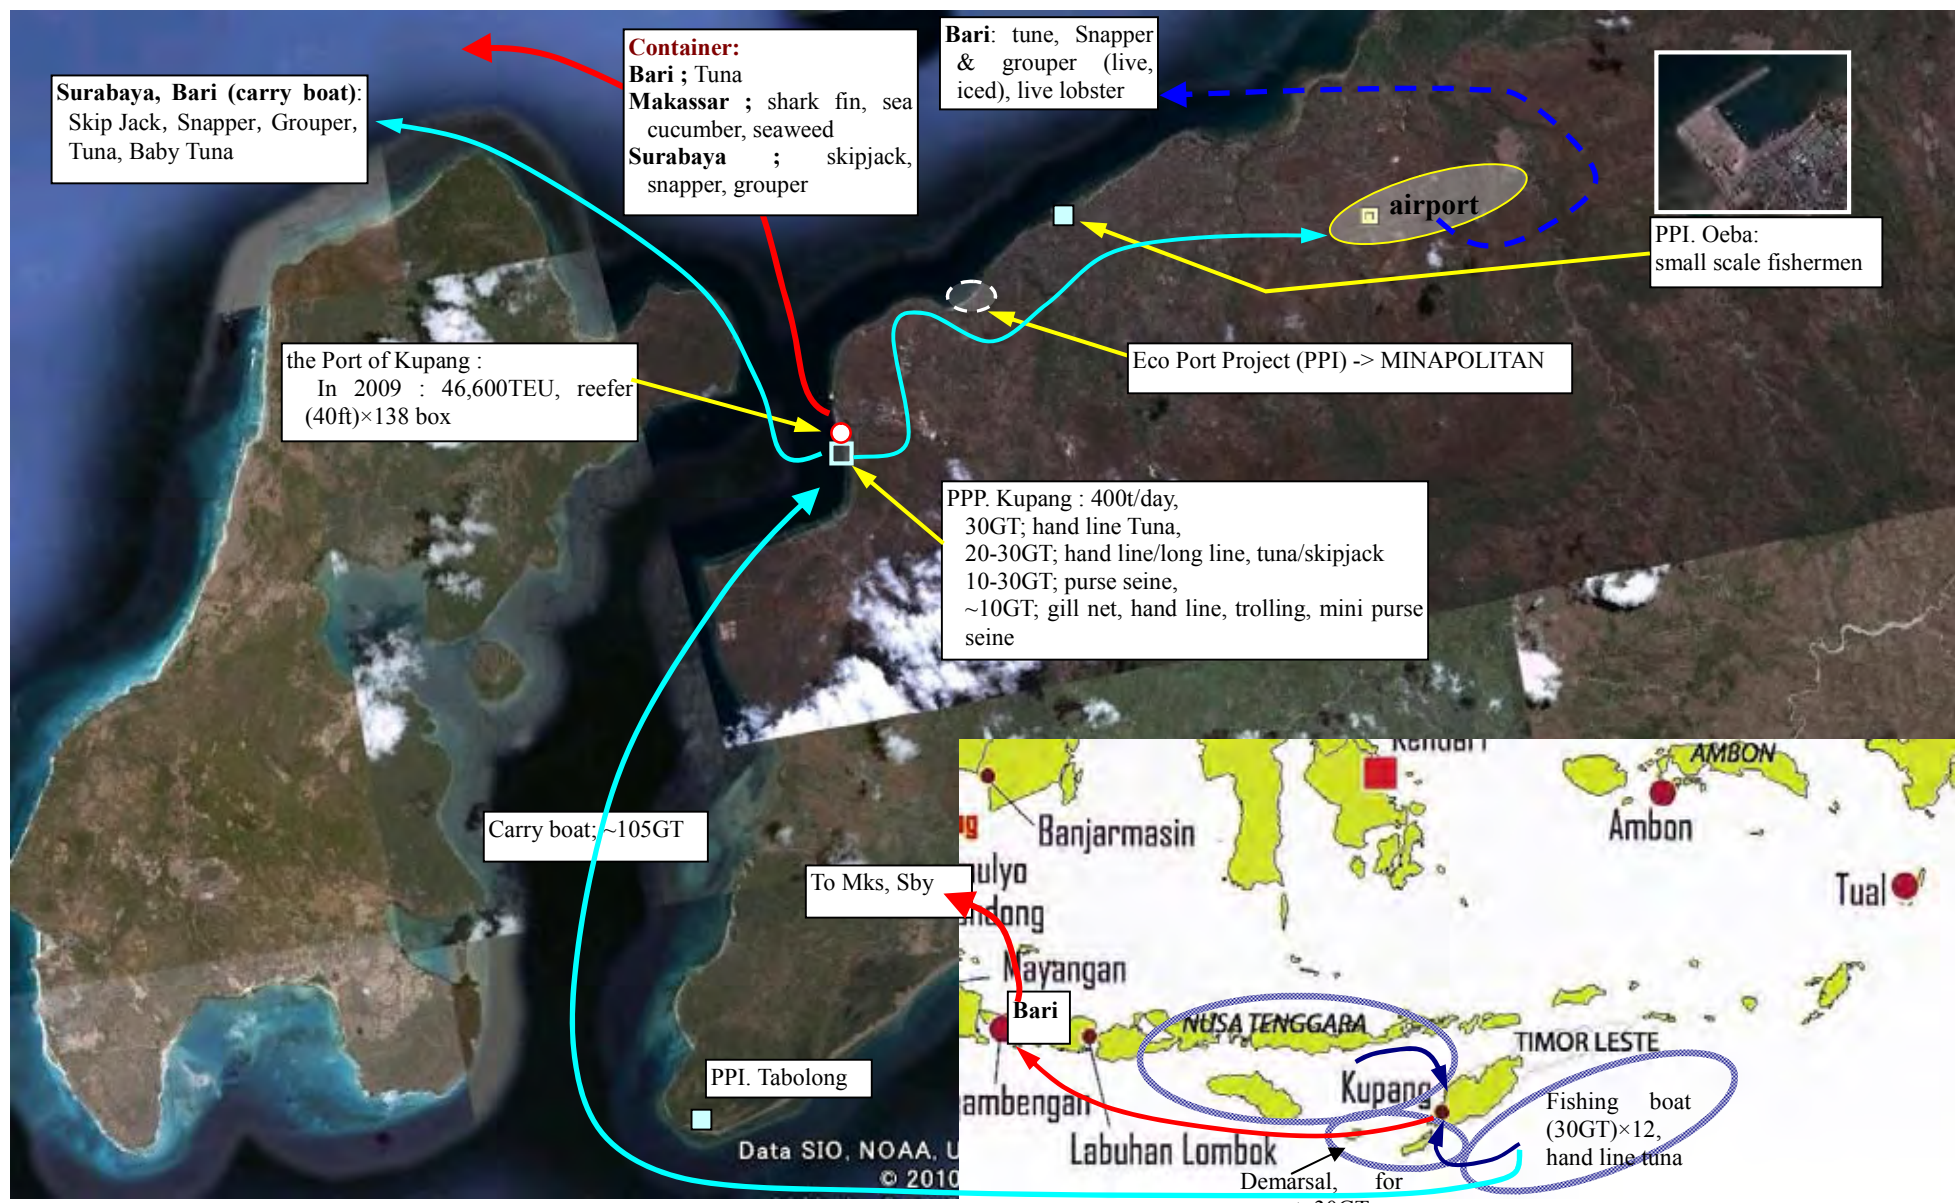 Surabaya, Bari (carry boat):
Skip Jack, Snapper, Grouper,
Tuna, Baby Tuna
Container:
Bari ; Tuna
Makassar ; shark fin, sea
cucumber, seaweed
Surabaya ; skipjack,
snapper, grouper
Bari: tune, Snapper
& grouper (live,
iced), live lobster
airport
PPI. Oeba:
small scale fishermen
the Port of Kupang :
In 2009 : 46,600TEU, reefer
(40ft)×138 box
Eco Port Project (PPI) -> MINAPOLITAN
PPP. Kupang : 400t/day,
30GT; hand line Tuna,
20-30GT; hand line/long line, tuna/skipjack
10-30GT; purse seine,
~10GT; gill net, hand line, trolling, mini purse
seine
Carry boat; ~105GT
To Mks, Sby
PPI. Tabolong
Data SIO, NOAA, U
© 2010
Kendari
AMBON
Banjarmasin
Ambon
ulyo
Tual
ndong
Mayangan
Bari
NUSA TENGGARA
TIMOR LESTE
Kupang
ambengan
Labuhan Lombok
Fishing boat
(30GT)×12,
hand line tuna
Demarsal, for